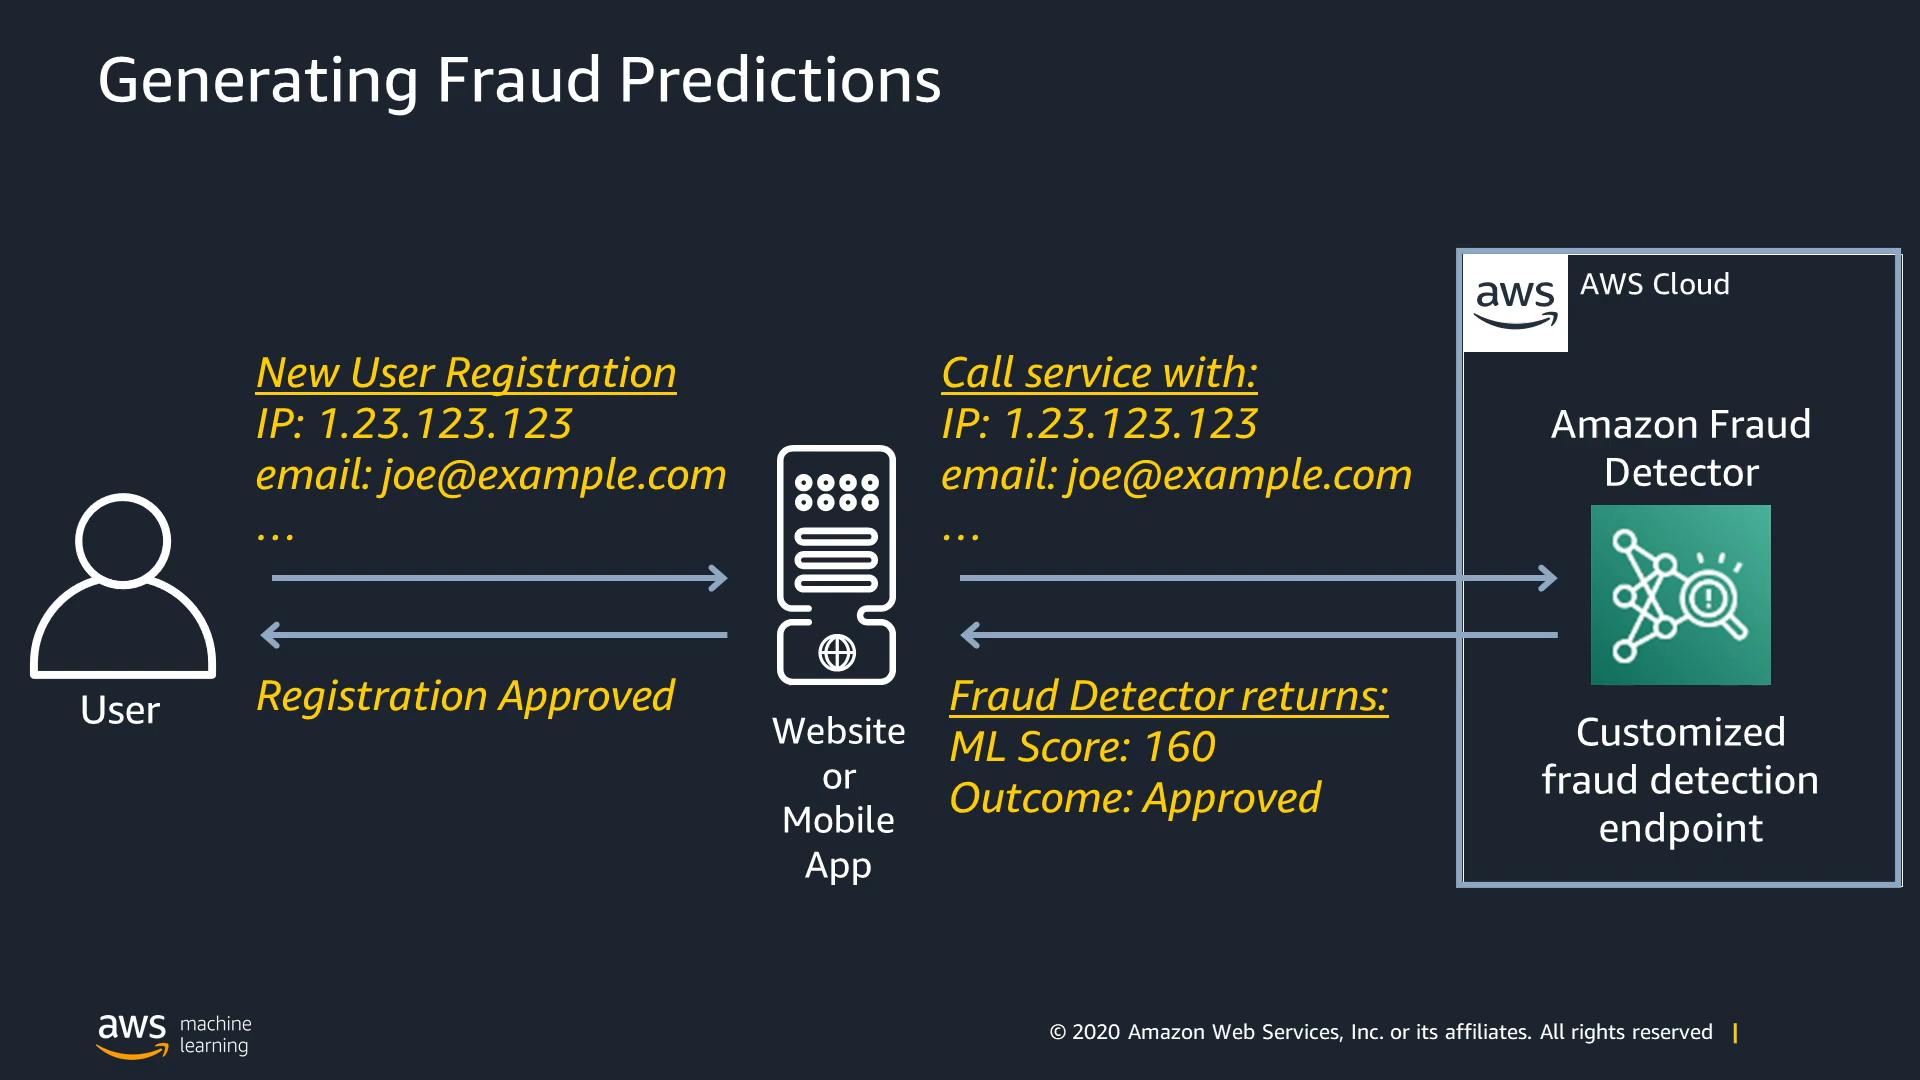 Generating Fraud Predictions
aws
AWS Cloud
New User Registration
IP: 1.23.123.123
email: joe@example.com
...
Call service with:
IP: 1.23.123.123
email: joe@example.com
...
Amazon Fraud
Detector
User
Registration Approved
Website
or
Mobile
App
Fraud Detector returns:
ML Score: 160
Outcome: Approved
Customized
fraud detection
endpoint
aws machine
learning
© 2020 Amazon Web Services, Inc. or its affiliates. All rights reserved |